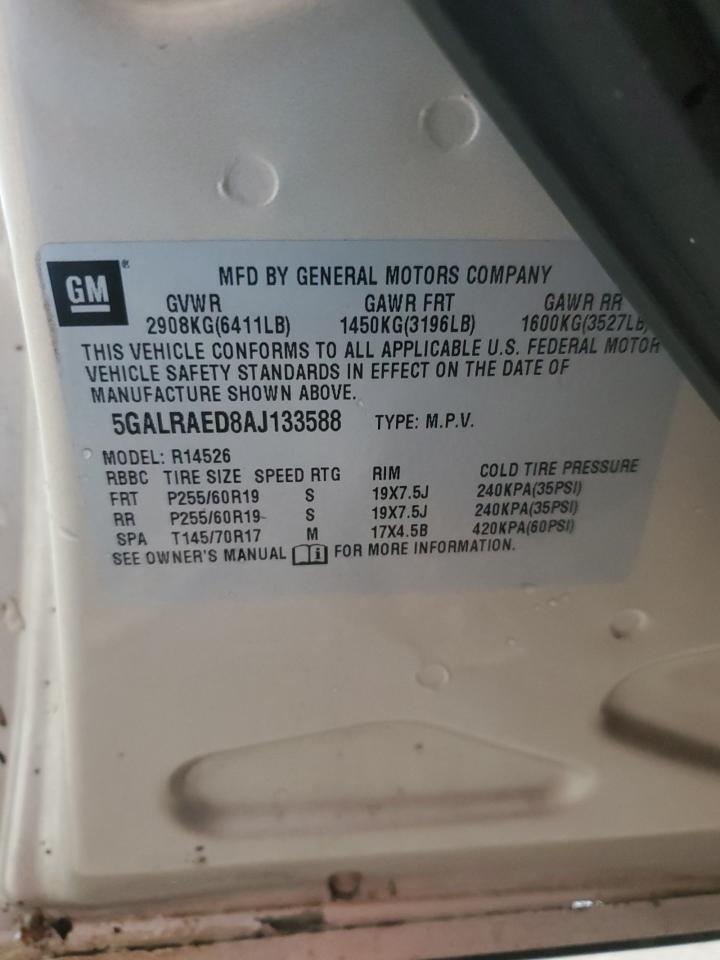 GM® MFD BY GENERAL MOTORS COMPANY
GVWR GAWR FRT GAWR RR
2908KG(6411LB) 1450KG(3196LB) 1600KG(3527LB)
THIS VEHICLE CONFORMS TO ALL APPLICABLE U.S. FEDERAL MOTOR
VEHICLE SAFETY STANDARDS IN EFFECT ON THE DATE OF
MANUFACTURE SHOWN ABOVE.
5GALRAED8AJ133588 TYPE: M.P.V.
MODEL: R14526
RBBC TIRE SIZE SPEED RTG RIM COLD TIRE PRESSURE
FRT P255/60R19 S 19X7.5J 240KPA(35PSI)
RR P255/60R19 S 19X7.5J 240KPA(35PSI)
SPA T145/70R17 M 17X4.5B 420KPA(60PSI)
SEE OWNER'S MANUAL i FOR MORE INFORMATION.